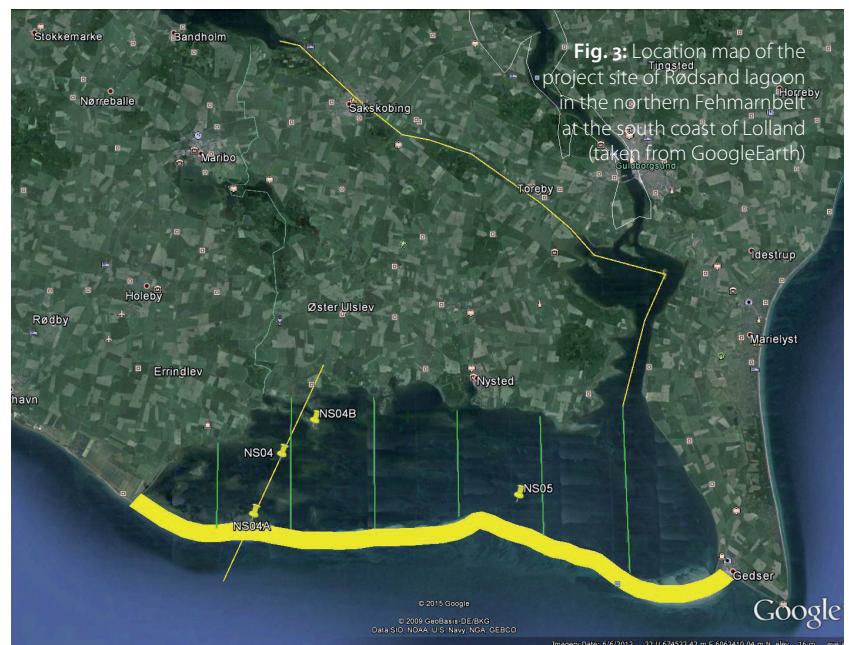 Stokkemarke
Bandholm
Fig. 3: Location map of the
project site of Rødsand lagoon
in the northern Fehmarnbelt
at the south coast of Lolland
(taken from GoogleEarth)
Tingsted
Horreby
Nørreballe
Sakskobing
Maribo
Guldborgsund
Toreby
Idestrup
Holeby
Øster Ulslev
Rødby
Marielyst
Errindlev
Nysted
havn
NS04B
NS04
NS05
NS04A
Gedser
© 2015 Google
© 2009 GeoBasis-DE/BKG
Data SIO, NOAA, U.S. Navy, NGA, GEBCO
Google